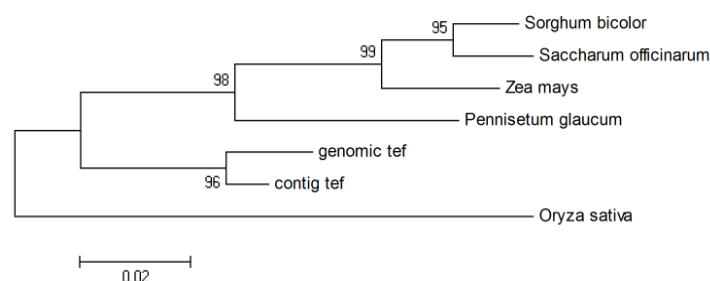 Sorghum bicolor
95
Saccharum officinarum
99
Zea mays
98
Pennisetum glaucum
genomic tef
96
contig tef
Oryza sativa
0.02